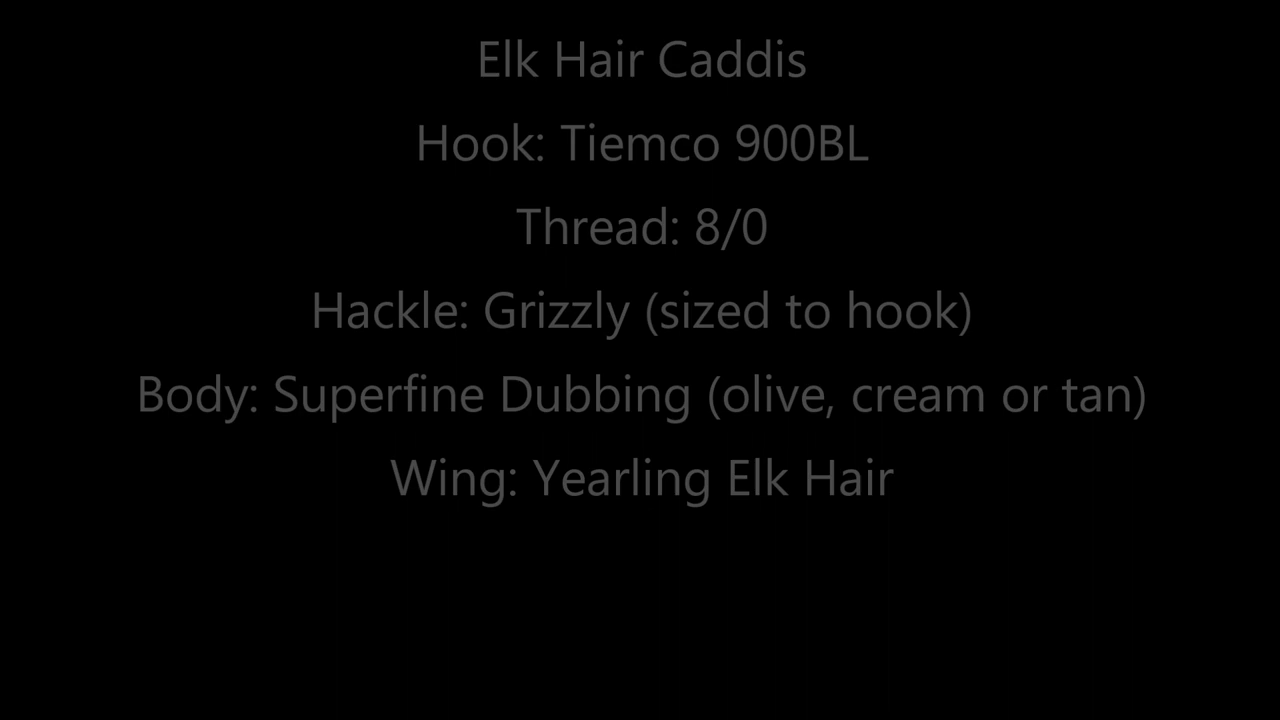 Elk Hair Caddis
Hook: Tiemco 900BL
Thread: 8/0
Hackle: Grizzly (sized to hook)
Body: Superfine Dubbing (olive, cream or tan)
Wing: Yearling Elk Hair